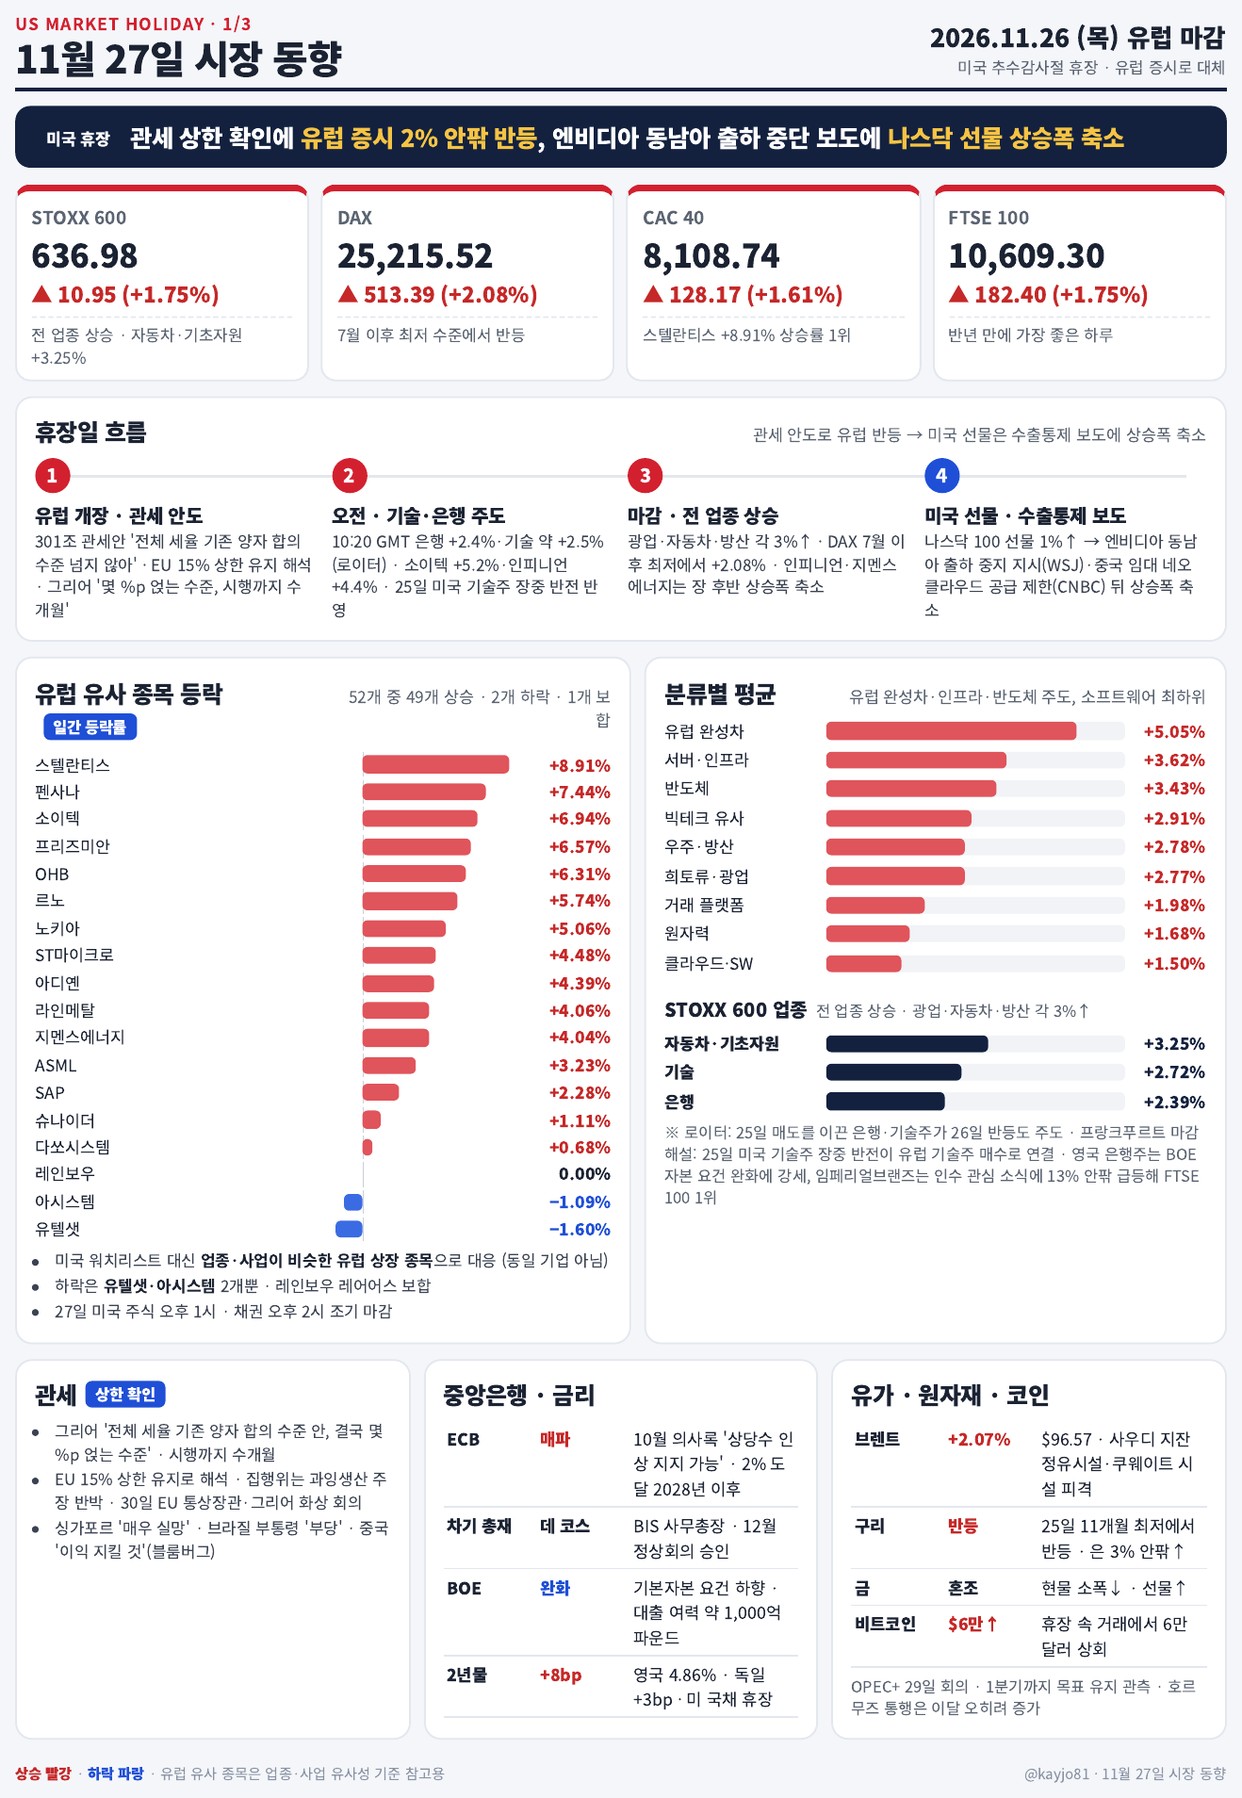 US MARKET HOLIDAY · 1/3
11월 27일 시장 동향
2026.11.26 (목) 유럽 마감
미국 추수감사절 휴장 · 유럽 증시로 대체
미국 휴장 관세 상한 확인에 유럽 증시 2% 안팎 반등, 엔비디아 동남아 출하 중단 보도에 나스닥 선물 상승폭 축소
STOXX 600
636.98
▲ 10.95 (+1.75%)
전 업종 상승 · 자동차·기초자원
+3.25%
DAX
25,215.52
▲ 513.39 (+2.08%)
7월 이후 최저 수준에서 반등
CAC 40
8,108.74
▲ 128.17 (+1.61%)
스텔란티스 +8.91% 상승률 1위
FTSE 100
10,609.30
▲ 182.40 (+1.75%)
반년 만에 가장 좋은 하루
휴장일 흐름
관세 안도로 유럽 반등 → 미국 선물은 수출통제 보도에 상승폭 축소
1
유럽 개장 · 관세 안도
301조 관세안 '전체 세율 기존 양자 합의
수준 넘지 않아' · EU 15% 상한 유지 해석
· 그리어 '몇 %p 얹는 수준, 시행까지 수
개월'
2
오전 · 기술·은행 주도
10:20 GMT 은행 +2.4%·기술 약 +2.5%
(로이터) · 소이텍 +5.2%·인피니언
+4.4% · 25일 미국 기술주 장중 반전 반
영
3
마감 · 전 업종 상승
광업·자동차·방산 각 3%↑ · DAX 7월 이
후 최저에서 +2.08% · 인피니언·지멘스
에너지는 장 후반 상승폭 축소
4
미국 선물 · 수출통제 보도
나스닥 100 선물 1%↑ → 엔비디아 동남
아 출하 중지 지시(WSJ)·중국 임대 네오
클라우드 공급 제한(CNBC) 뒤 상승폭 축
소
유럽 유사 종목 등락
일간 등락률
52개 중 49개 상승 · 2개 하락 · 1개 보
합
스텔란티스 +8.91%
펜사나 +7.44%
소이텍 +6.94%
프리즈미안 +6.57%
OHB +6.31%
르노 +5.74%
노키아 +5.06%
ST마이크로 +4.48%
아디옌 +4.39%
라인메탈 +4.06%
지멘스에너지 +4.04%
ASML +3.23%
SAP +2.28%
슈나이더 +1.11%
다쏘시스템 +0.68%
레인보우 0.00%
아시스템 −1.09%
유텔샛 −1.60%
● 미국 워치리스트 대신 업종·사업이 비슷한 유럽 상장 종목으로 대응 (동일 기업 아님)
● 하락은 유텔샛·아시스템 2개뿐 · 레인보우 레어어스 보합
● 27일 미국 주식 오후 1시 · 채권 오후 2시 조기 마감
분류별 평균
유럽 완성차·인프라·반도체 주도, 소프트웨어 최하위
유럽 완성차 +5.05%
서버·인프라 +3.62%
반도체 +3.43%
빅테크 유사 +2.91%
우주·방산 +2.78%
희토류·광업 +2.77%
거래 플랫폼 +1.98%
원자력 +1.68%
클라우드·SW +1.50%
STOXX 600 업종 전 업종 상승 · 광업·자동차·방산 각 3%↑
자동차·기초자원 +3.25%
기술 +2.72%
은행 +2.39%
※ 로이터: 25일 매도를 이끈 은행·기술주가 26일 반등도 주도 · 프랑크푸르트 마감
해설: 25일 미국 기술주 장중 반전이 유럽 기술주 매수로 연결 · 영국 은행주는 BOE
자본 요건 완화에 강세, 임페리얼브랜즈는 인수 관심 소식에 13% 안팎 급등해 FTSE
100 1위
관세 상한 확인
● 그리어 '전체 세율 기존 양자 합의 수준 안, 결국 몇
%p 얹는 수준' · 시행까지 수개월
● EU 15% 상한 유지로 해석 · 집행위는 과잉생산 주
장 반박 · 30일 EU 통상장관·그리어 화상 회의
● 싱가포르 '매우 실망' · 브라질 부통령 '부당' · 중국
'이익 지킬 것'(블룸버그)
중앙은행 · 금리
ECB 매파 10월 의사록 '상당수 인
상 지지 가능' · 2% 도
달 2028년 이후
차기 총재 데 코스 BIS 사무총장 · 12월
정상회의 승인
BOE 완화 기본자본 요건 하향 ·
대출 여력 약 1,000억
파운드
2년물 +8bp 영국 4.86% · 독일
+3bp · 미 국채 휴장
유가 · 원자재 · 코인
브렌트 +2.07% $96.57 · 사우디 지잔
정유시설·쿠웨이트 시
설 피격
구리 반등 25일 11개월 최저에서
반등 · 은 3% 안팎↑
금 혼조 현물 소폭↓ · 선물↑
비트코인 $6만↑ 휴장 속 거래에서 6만
달러 상회
OPEC+ 29일 회의 · 1분기까지 목표 유지 관측 · 호르
무즈 통행은 이달 오히려 증가
상승 빨강 · 하락 파랑 · 유럽 유사 종목은 업종·사업 유사성 기준 참고용
@kayjo81 · 11월 27일 시장 동향